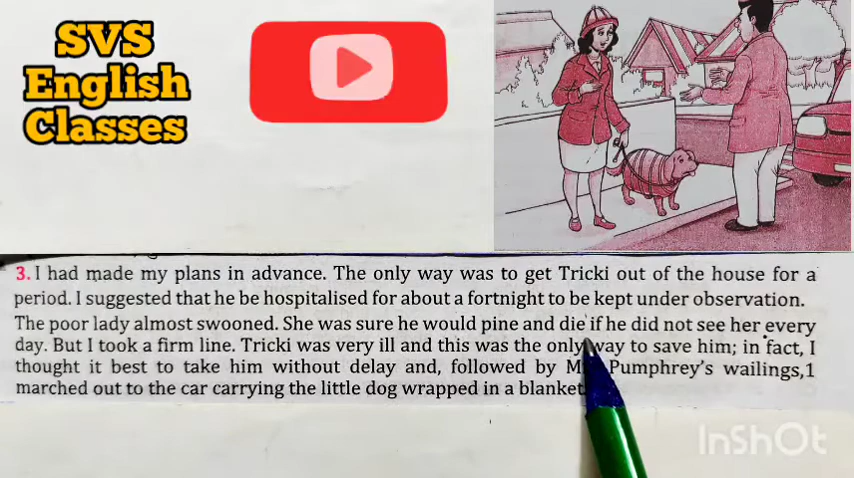 SVS
English
Classes
3. I had made my plans in advance. The only way was to get Tricki out of the house for a
period. I suggested that he be hospitalised for about a fortnight to be kept under observation.
The poor lady almost swooned. She was sure he would pine and die if he did not see her every
day. But I took a firm line. Tricki was very ill and this was the only way to save him; in fact, I
thought it best to take him without delay and, followed by Pumphrey's wailings,1
marched out to the car carrying the little dog wrapped in a blanket
InShOt